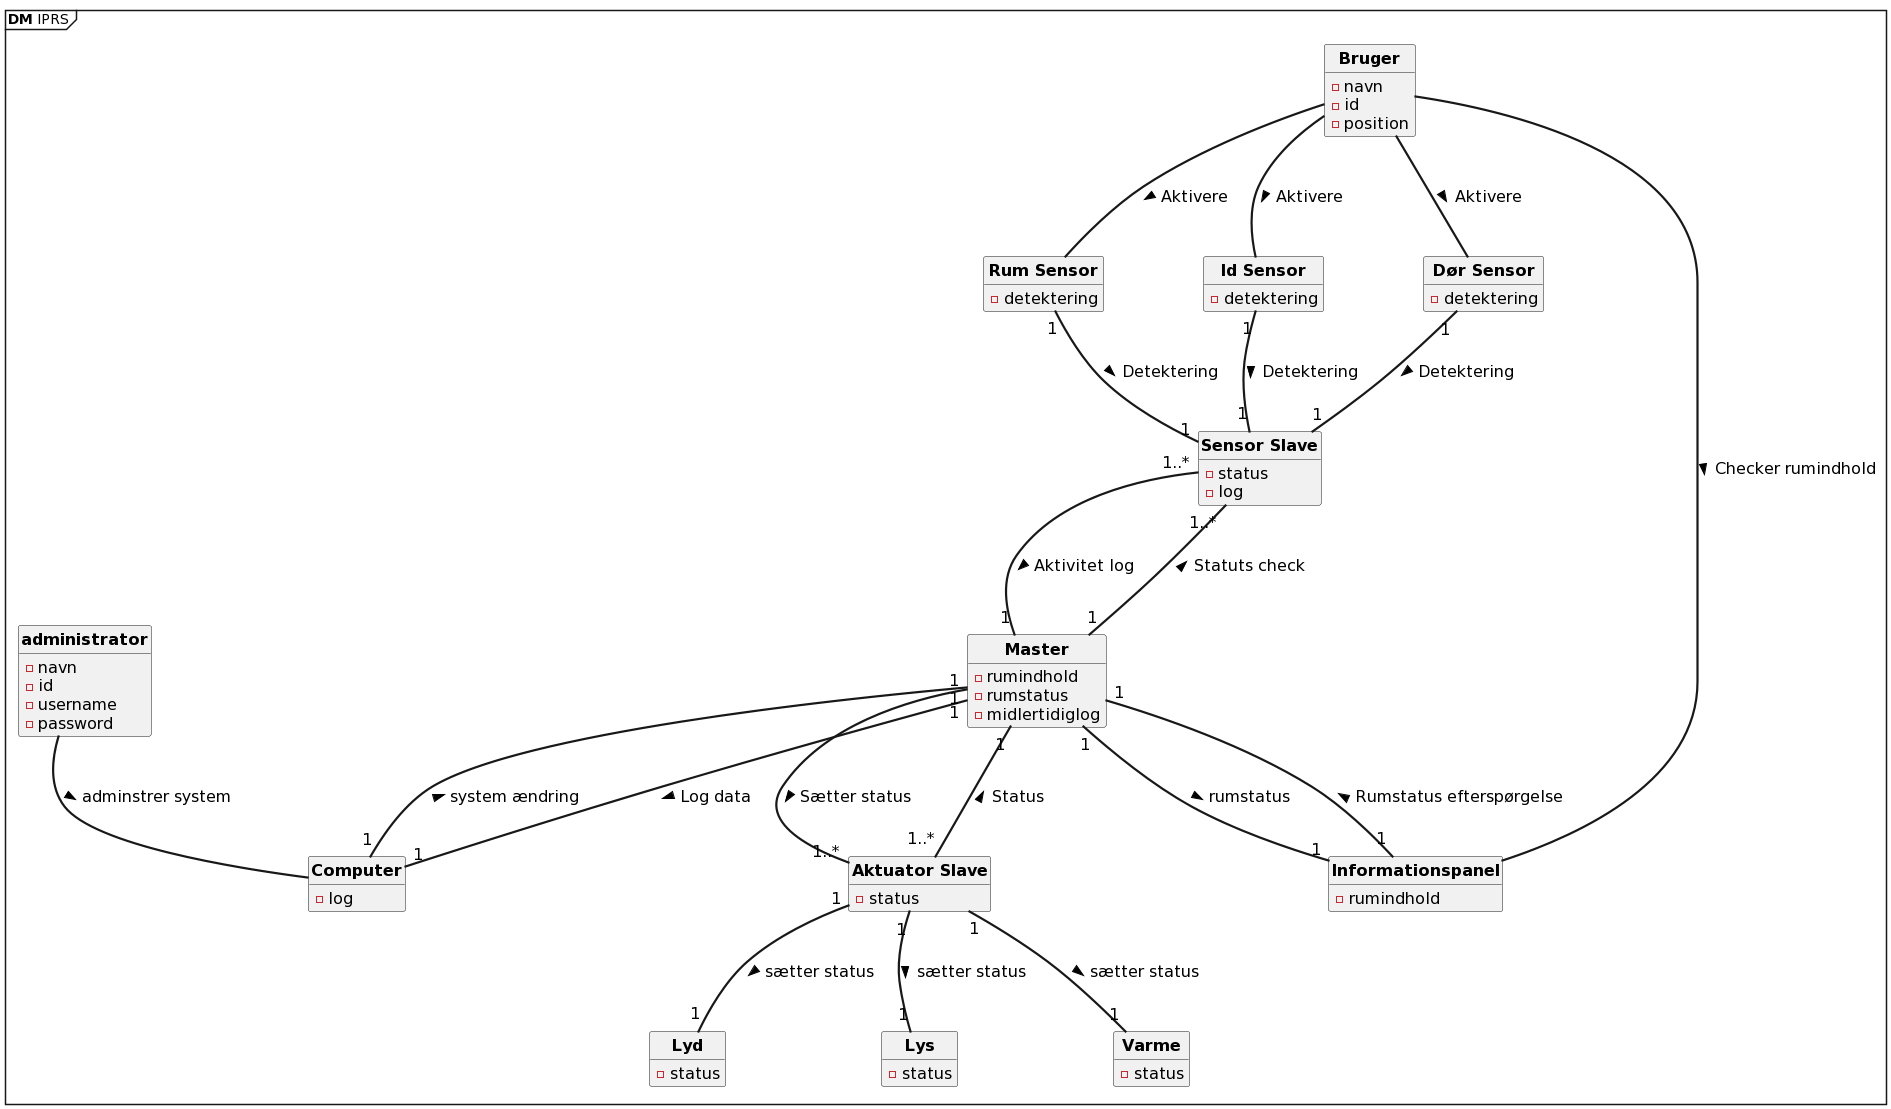 DM IPRS
Bruger
navn
id
position
Aktivere
Aktivere
Aktivere
Rum Sensor
detektering
Id Sensor
detektering
Dør Sensor
detektering
1
1
1
Detektering
Detektering
Detektering
1
1
1
Sensor Slave
status
log
1..*
1..*
Checker rumindhold
Aktivitet log
Statuts check
1
1
administrator
navn
id
username
password
Master
rumindhold
rumstatus
midlertidiglog
1
1
1
1
1
1
adminstrer system
system ændring
Log data
Sætter status
Status
rumstatus
Rumstatus efterspørgelse
1
1
1..*
1..*
1
1
Computer
log
Aktuator Slave
status
Informationspanel
rumindhold
1
1
1
sætter status
sætter status
sætter status
1
1
1
Lyd
status
Lys
status
Varme
status